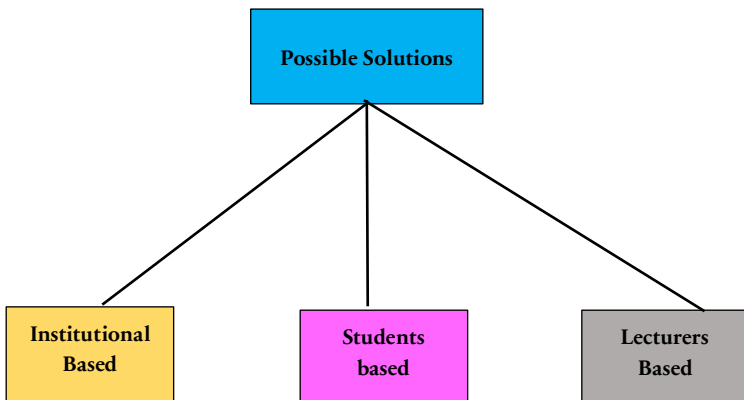 Possible Solutions
Institutional
Based
Students
based
Lecturers
Based